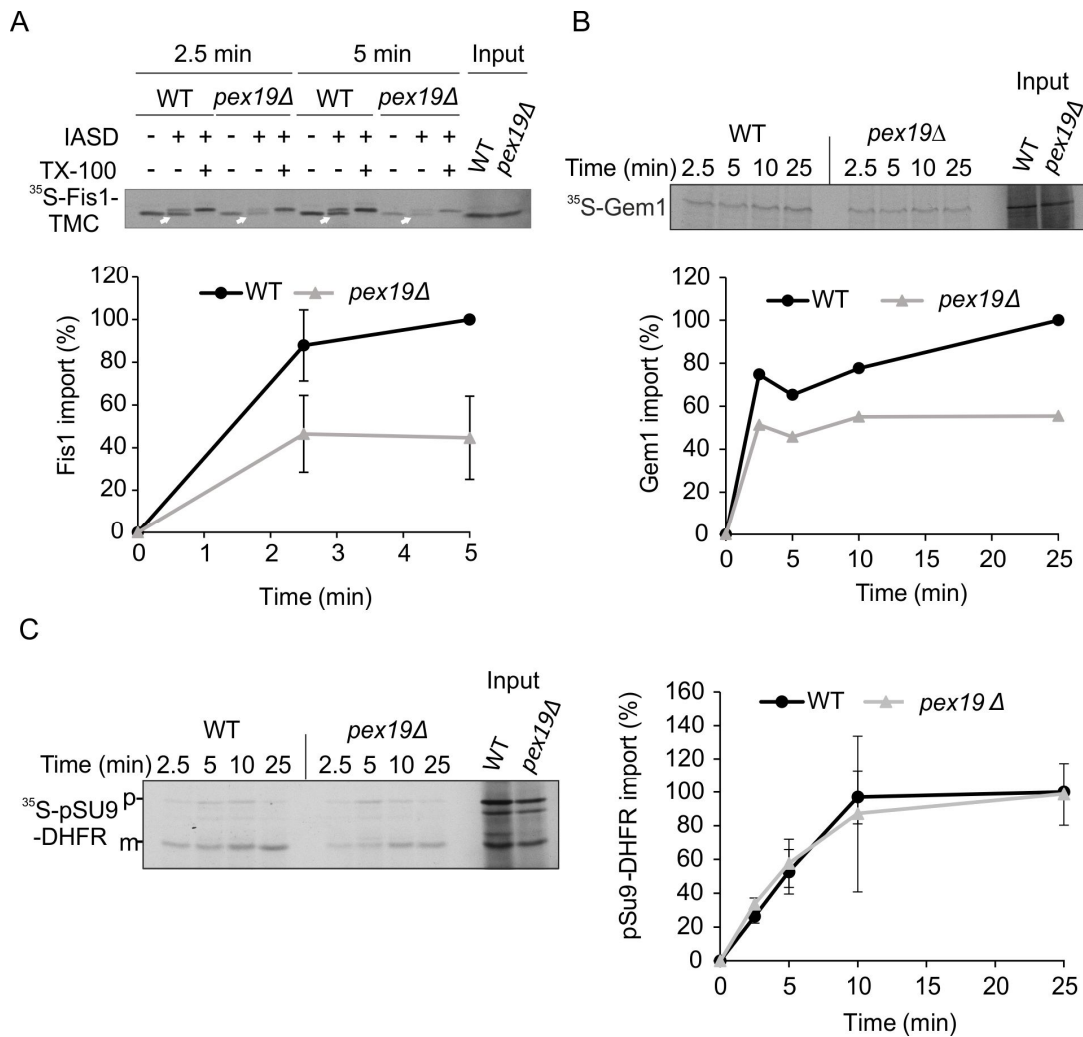 A
2.5 min 5 min Input
WT pex19Δ WT pex19Δ WT pex19Δ
IASD - + + - + + - + + - + +
TX-100 - - + - - + - - + - - +
35S-Fis1-
TMC
120
100
80
60
40
20
0
Fis1 import (%)
WT pex19Δ
0 1 2 3 4 5
Time (min)
B
Input
WT pex19Δ WT pex19Δ
Time (min) 2.5 5 10 25 2.5 5 10 25
35S-Gem1
120
100
80
60
40
20
0
Gem1 import (%)
WT pex19Δ
0 5 10 15 20 25
Time (min)
C
Input
WT pex19Δ WT pex19Δ
Time (min) 2.5 5 10 25 2.5 5 10 25
35S-pSU9 p
-DHFR m
160
140
120
100
80
60
40
20
0
pSu9-DHFR import (%)
WT pex19 Δ
0 5 10 15 20 25
Time (min)